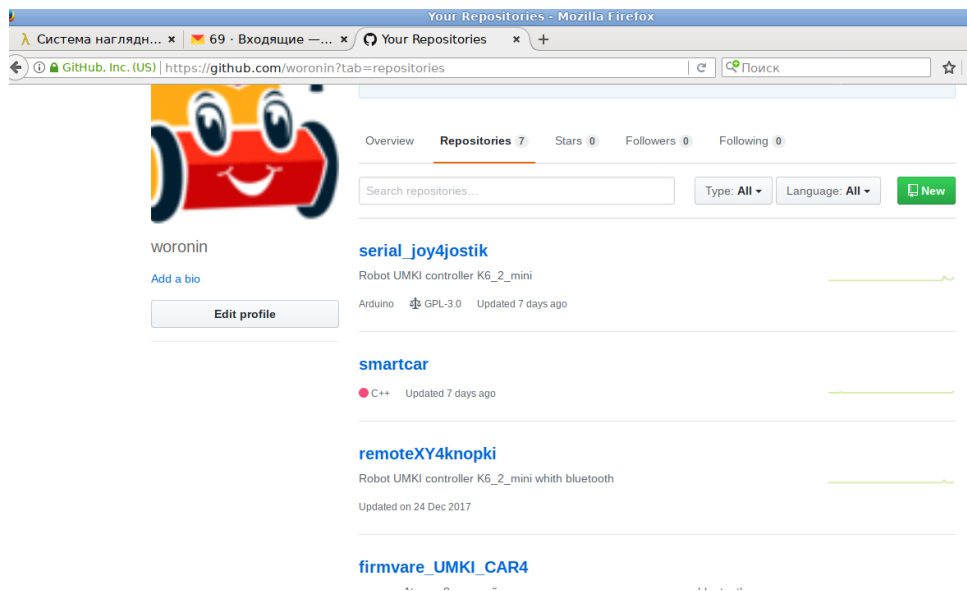 Your Repositories - Mozilla Firefox
Система наглядн... × 69 · Входящие —... × Your Repositories × +
GitHub, Inc. (US) https://github.com/woronin?tab=repositories Поиск
Overview Repositories 7 Stars 0 Followers 0 Following 0
Search repositories... Type: All Language: All New
woronin
Add a bio
Edit profile
serial_joy4jostik
Robot UMKI controller K6_2_mini
Arduino GPL-3.0 Updated 7 days ago
smartcar
C++ Updated 7 days ago
remoteXY4knopki
Robot UMKI controller K6_2_mini whith bluetooth
Updated on 24 Dec 2017
firmvare_UMKI_CAR4